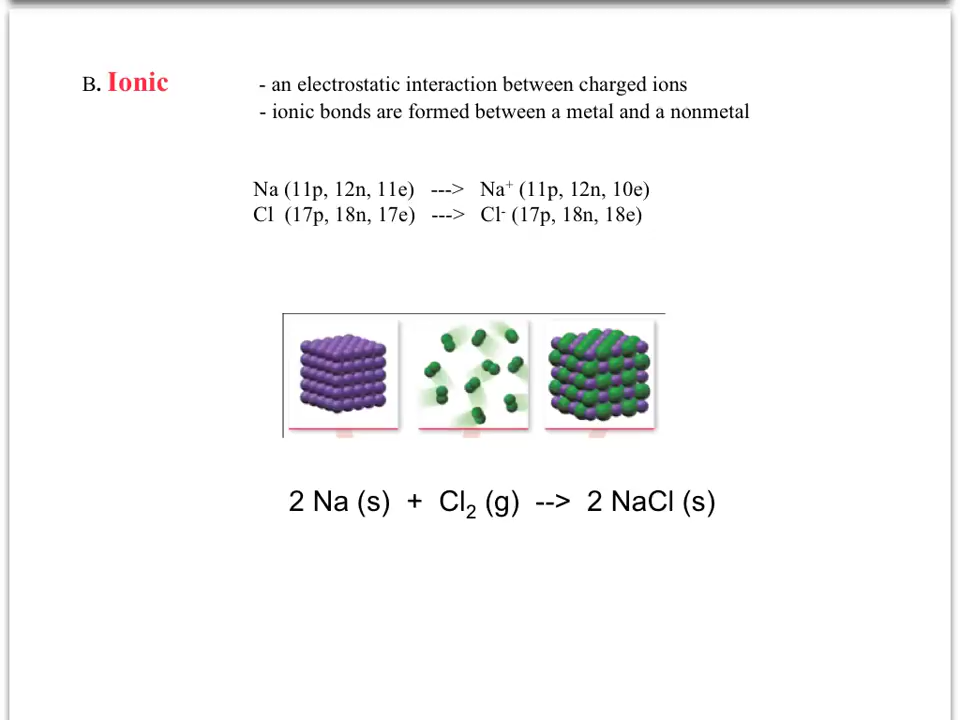 B. Ionic - an electrostatic interaction between charged ions
- ionic bonds are formed between a metal and a nonmetal
Na (11p, 12n, 11e) ---> Na⁺ (11p, 12n, 10e)
Cl (17p, 18n, 17e) ---> Cl⁻ (17p, 18n, 18e)
2 Na (s) + Cl₂ (g) --> 2 NaCl (s)